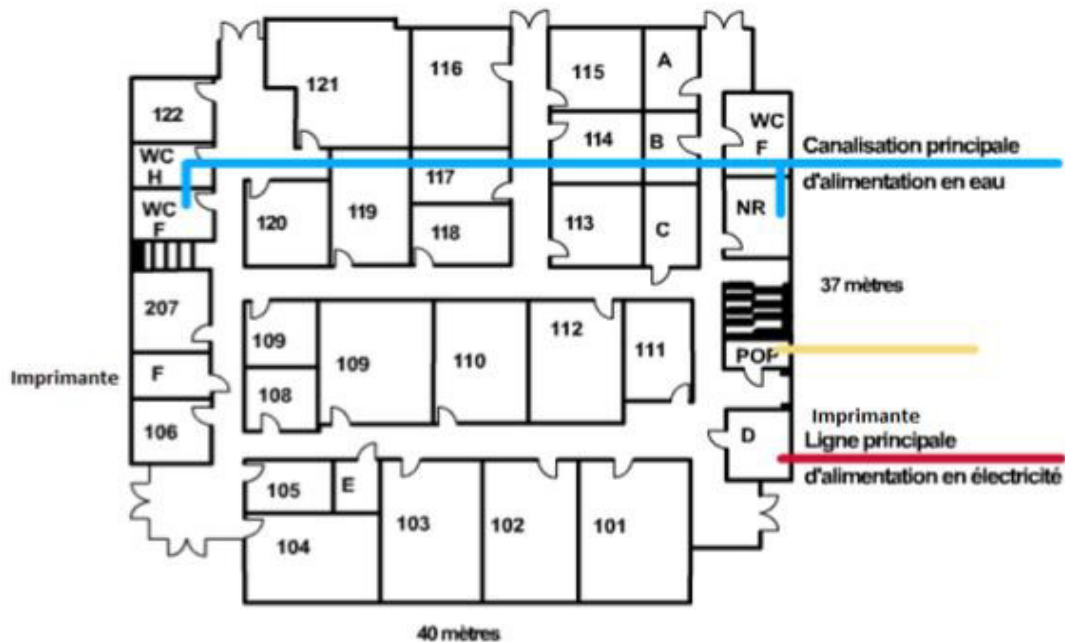 116
115
A
121
122
WC
F
WC
H
114
B
Canalisation principale
d'alimentation en eau
117
WC
F
119
NR
120
118
113
C
37 mètres
207
109
112
109
110
111
POP
Imprimante
F
108
Imprimante
106
D
Ligne principale
d'alimentation en électricité
105
E
103
102
101
104
40 mètres